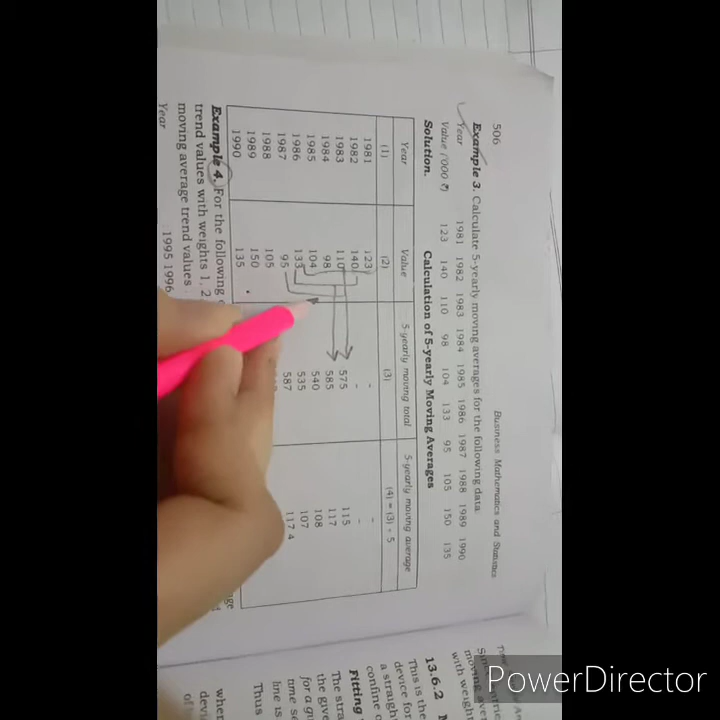 506
Business Mathematics and Statistics
Example 3. Calculate 5-yearly moving averages for the following data.
Year 1981 1982 1983 1984 1985 1986 1987 1988 1989 1990
Value ('000 ₹) 123 140 110 98 104 133 95 105 150 135
Solution. Calculation of 5-yearly Moving Averages
Year Value 5-yearly moving total 5-yearly moving average
(1) (2) (3) (4) = (3) ÷ 5
1981 123 - -
1982 140 - -
1983 110 575 115
1984 98 585 117
1985 104 540 108
1986 133 535 107
1987 95 587 117.4
1988 105
1989 150
1990 135
Example 4. For the following
trend values with weights 1, 2
moving average trend values
Year 1995 1996
13.6.2
with weight
This is the
device for
a straight
confine
Fitting
The stra
the give
for a gi
time se
line is
Thus
PowerDirector